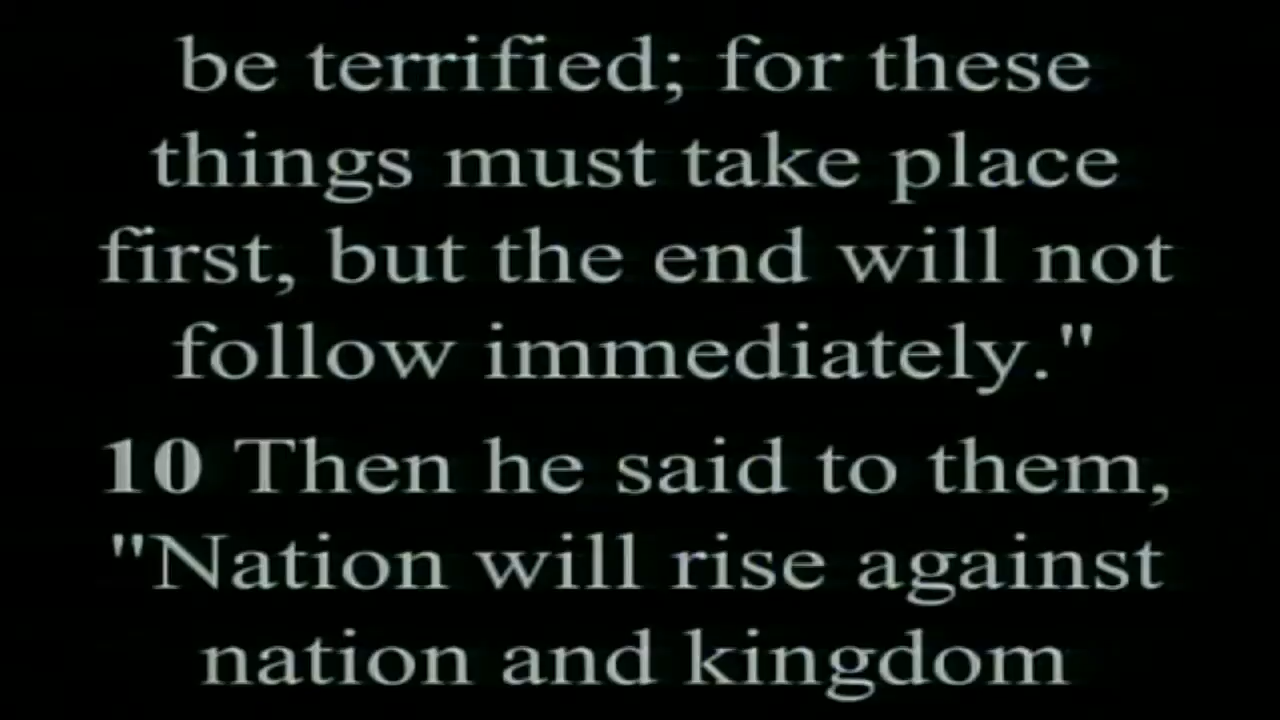 be terrified; for these
things must take place
first, but the end will not
follow immediately."
10 Then he said to them,
"Nation will rise against
nation and kingdom